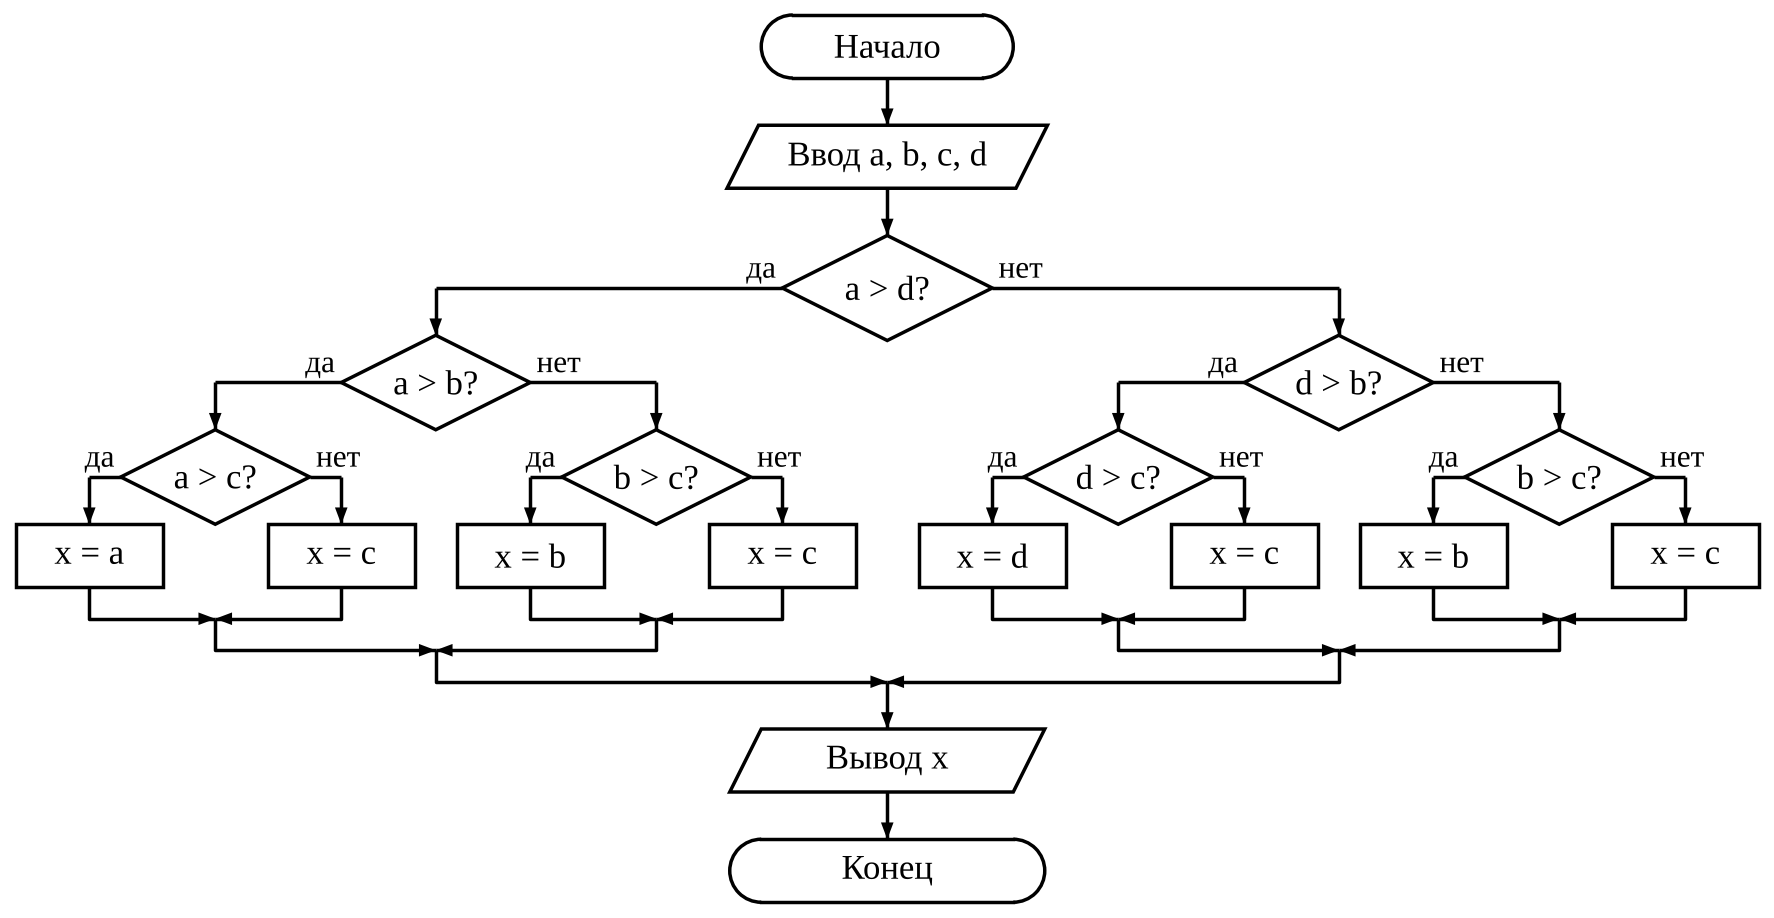 Начало
Ввод a, b, c, d
да
a > d?
нет
да
a > b?
нет
да
d > b?
нет
да
a > c?
нет
да
b > c?
нет
да
d > c?
нет
да
b > c?
нет
x = a
x = c
x = b
x = c
x = d
x = c
x = b
x = c
Вывод x
Конец